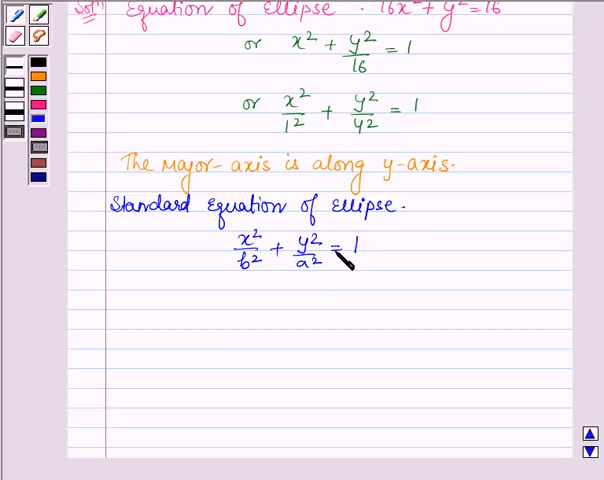 Sol(n) Equation of Ellipse . 16x² + y² = 16
or x² + y²/16 = 1
or x²/1² + y²/4² = 1
The Major-axis is along y-axis.
Standard Equation of Ellipse.
x²/b² + y²/a² = 1